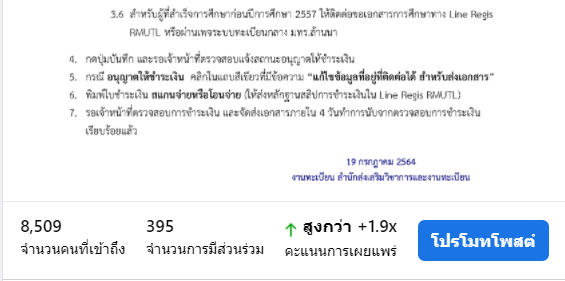 3.6 สำหรับผู้ที่สำเร็จการศึกษาก่อนปีการศึกษา 2557 ให้ติดต่อขอเอกสารการศึกษาทาง Line Regis
RMUTL หรือผ่านเพจระบบทะเบียนกลาง มทร.ล้านนา
4. กดปุ่มบันทึก และรอเจ้าหน้าที่ตรวจสอบแจ้งสถานะอนุญาตให้ชำระเงิน
5. กรณี อนุญาตให้ชำระเงิน คลิกในแถบสีเขียวที่มีข้อความ "แก้ไขข้อมูลที่อยู่ที่ติดต่อได้ สำหรับส่งเอกสาร"
6. พิมพ์ใบชำระเงิน สแกนจ่ายหรือโอนจ่าย (ให้ส่งหลักฐานสลิปการชำระเงินใน Line Regis RMUTL)
7. รอเจ้าหน้าที่ตรวจสอบการชำระเงิน และจัดส่งเอกสารภายใน 4 วันทำการนับจากตรวจสอบการชำระเงิน
เรียบร้อยแล้ว
19 กรกฎาคม 2564
งานทะเบียน สำนักส่งเสริมวิชาการและงานทะเบียน
8,509 395 สูงกว่า +1.9x
จำนวนคนที่เข้าถึง จำนวนการมีส่วนร่วม คะแนนการเผยแพร่
โปรโมทโพสต์